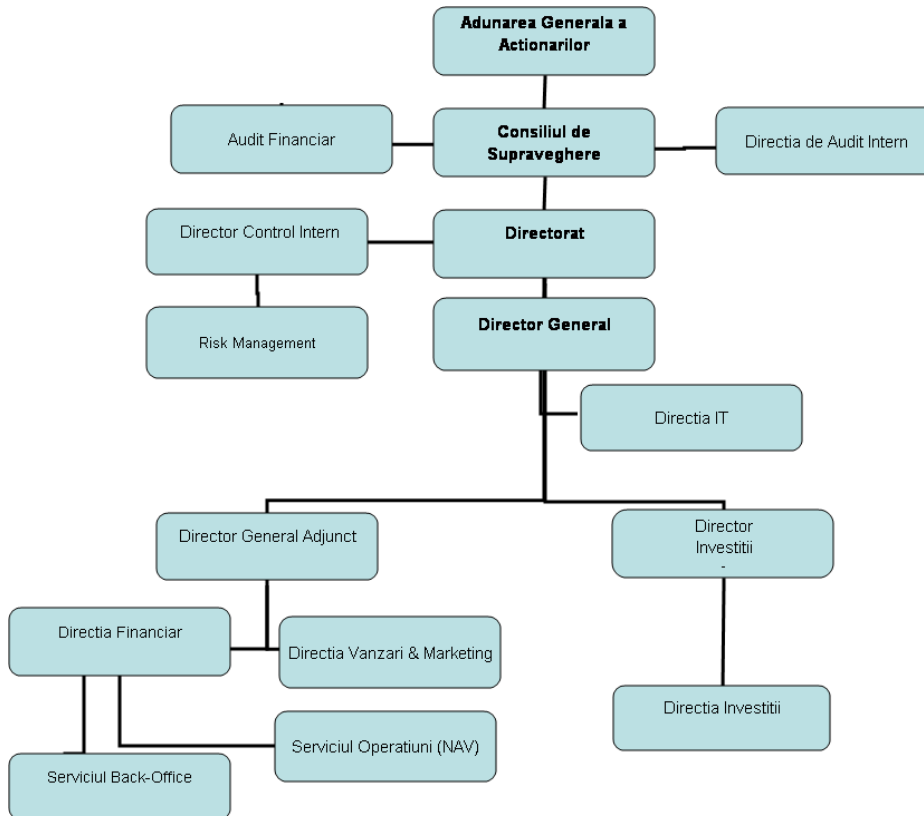 Adunarea Generala a
Actionarilor
Audit Financiar
Consiliul de
Supraveghere
Directia de Audit Intern
Director Control Intern
Directorat
Risk Management
Director General
Directia IT
Director General Adjunct
Director
Investitii
-
Directia Financiar
Directia Vanzari & Marketing
Directia Investitii
Serviciul Operatiuni (NAV)
Serviciul Back-Office